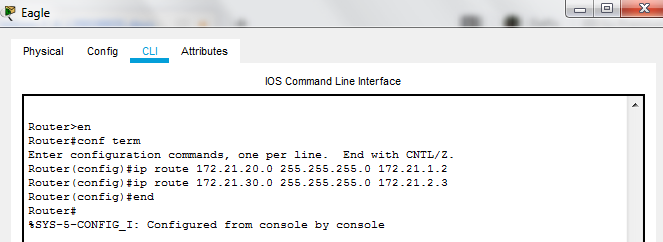 Eagle
Physical Config CLI Attributes
IOS Command Line Interface
Router>en
Router#conf term
Enter configuration commands, one per line.  End with CNTL/Z.
Router(config)#ip route 172.21.20.0 255.255.255.0 172.21.1.2
Router(config)#ip route 172.21.30.0 255.255.255.0 172.21.2.3
Router(config)#end
Router#
%SYS-5-CONFIG_I: Configured from console by console